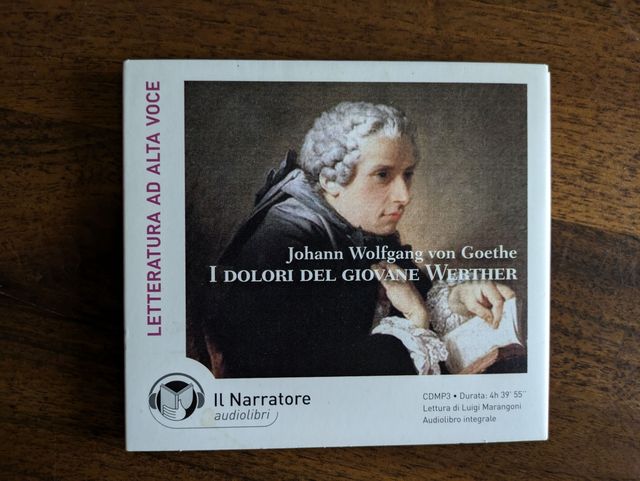 LETTERATURA AD ALTA VOCE
Johann Wolfgang von Goethe
I DOLORI DEL GIOVANE WERTHER
Il Narratore
audiolibri
CDMP3 • Durata: 4h 39' 55''
Lettura di Luigi Marangoni
Audiolibro integrale